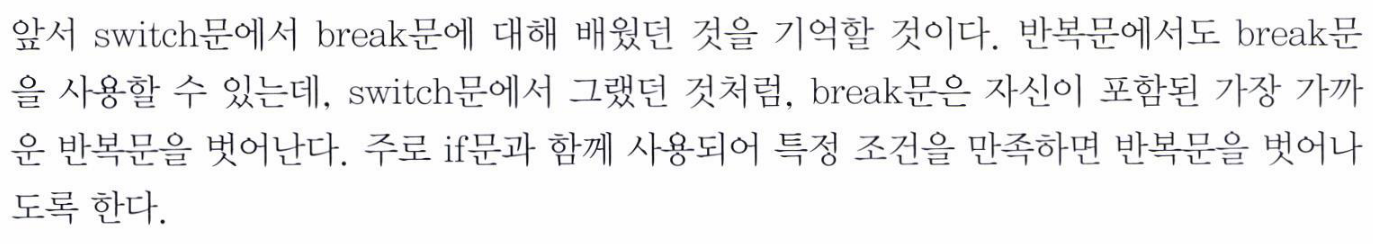 앞서 switch문에서 break문에 대해 배웠던 것을 기억할 것이다. 반복문에서도 break문
을 사용할 수 있는데, switch문에서 그랬던 것처럼, break문은 자신이 포함된 가장 가까
운 반복문을 벗어난다. 주로 if문과 함께 사용되어 특정 조건을 만족하면 반복문을 벗어나
도록 한다.